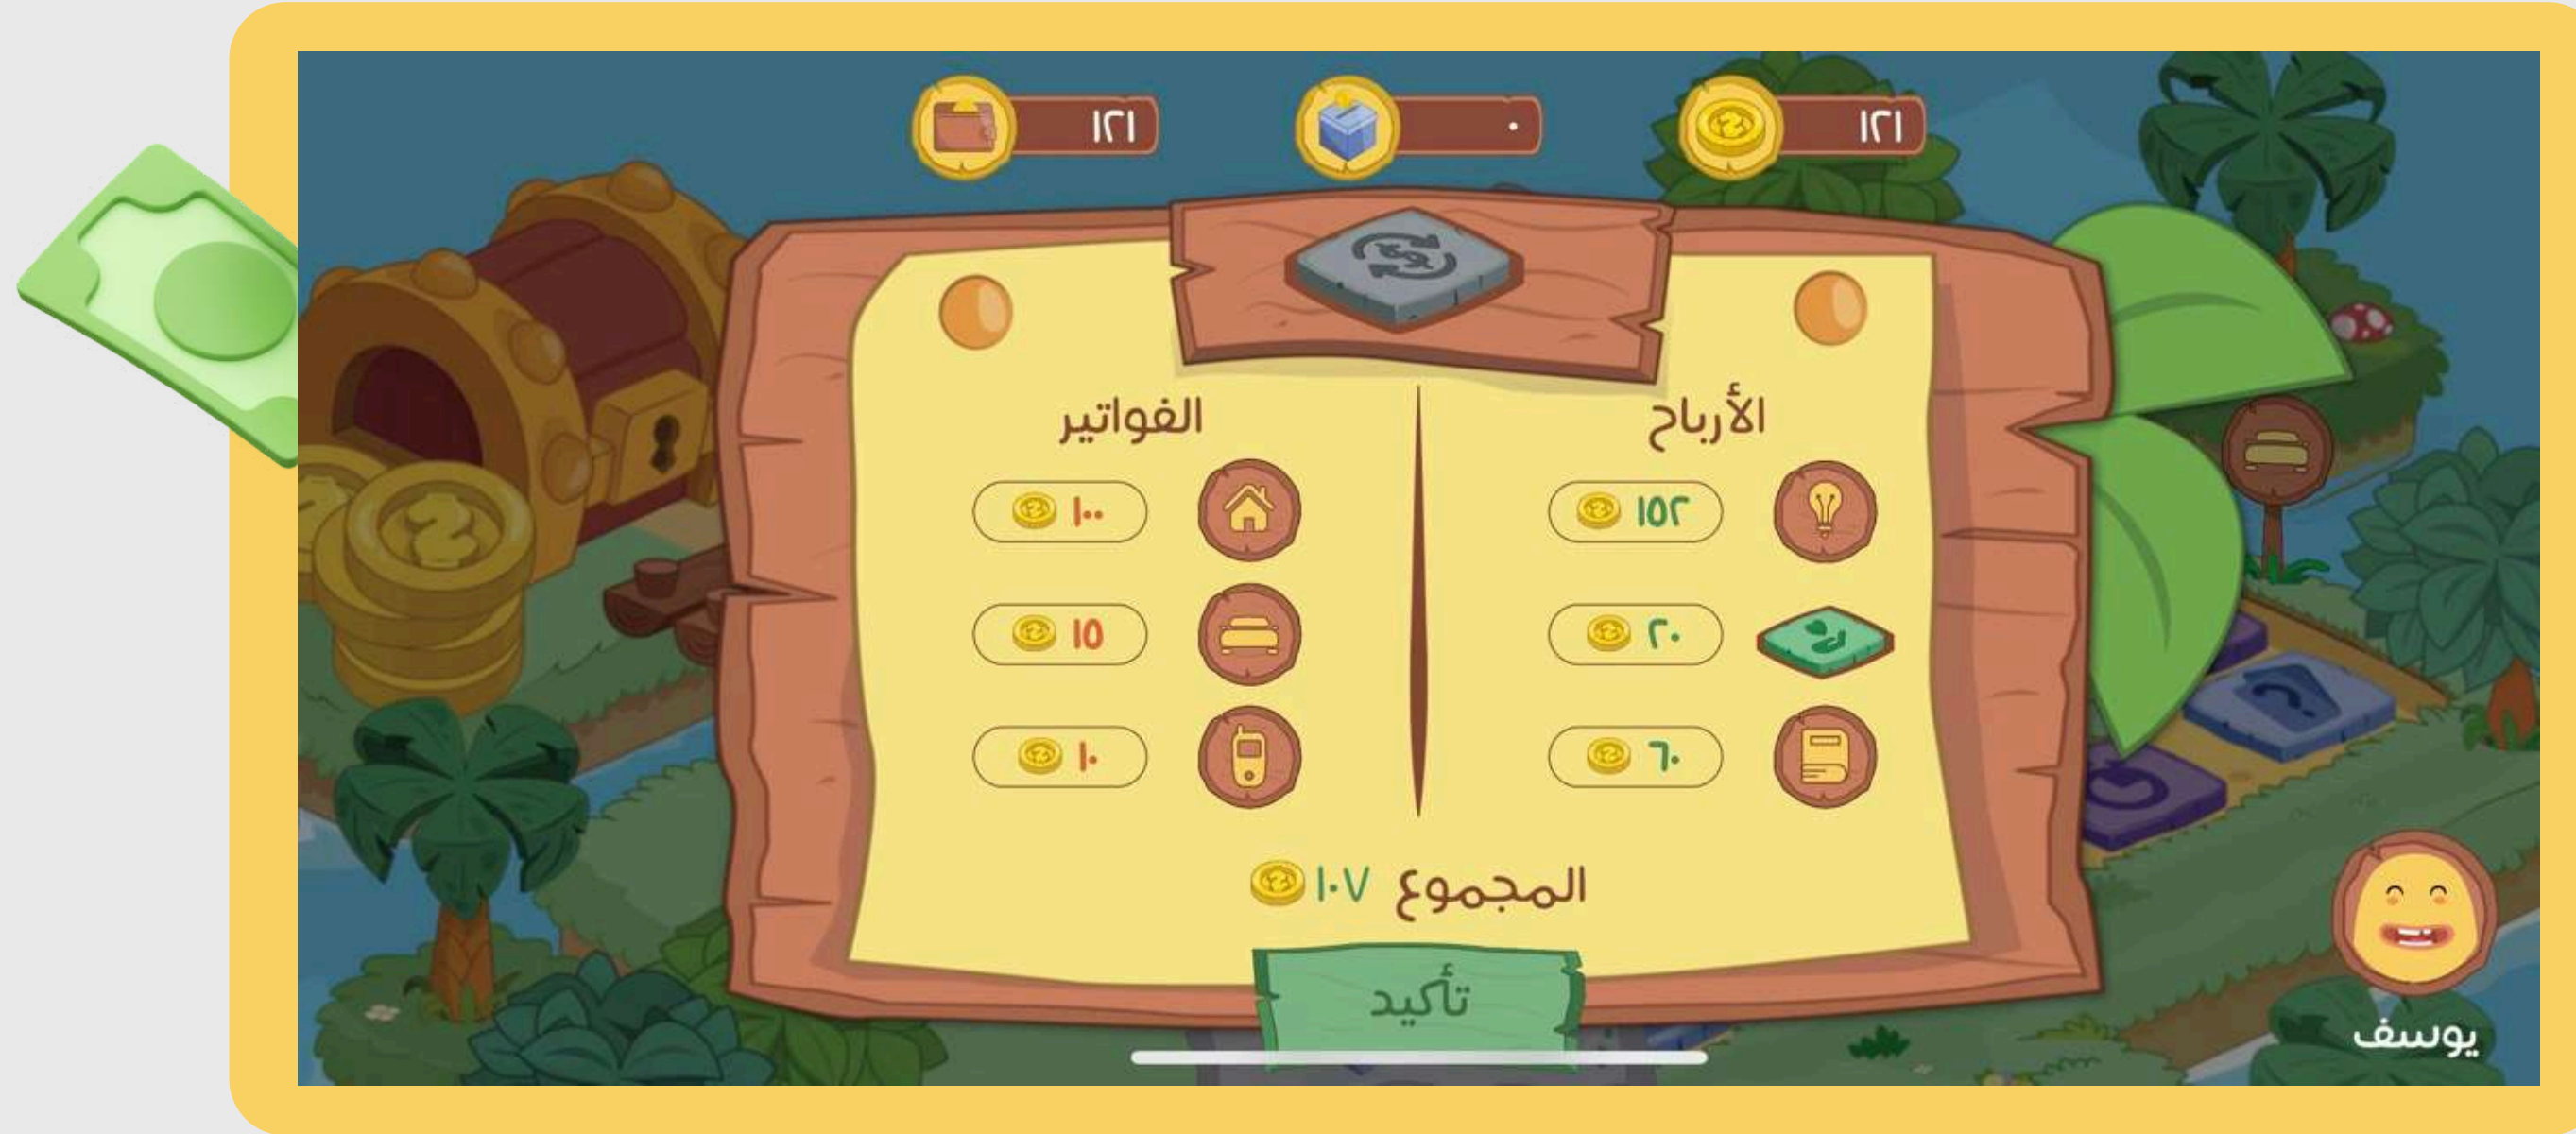 ١٢١
٠
١٢١
الأرباح
١٥٢
٢٠
٦٠
الفواتير
١٠٠
١٥
١٠
المجموع ١٠٧
تأكيد
يوسف